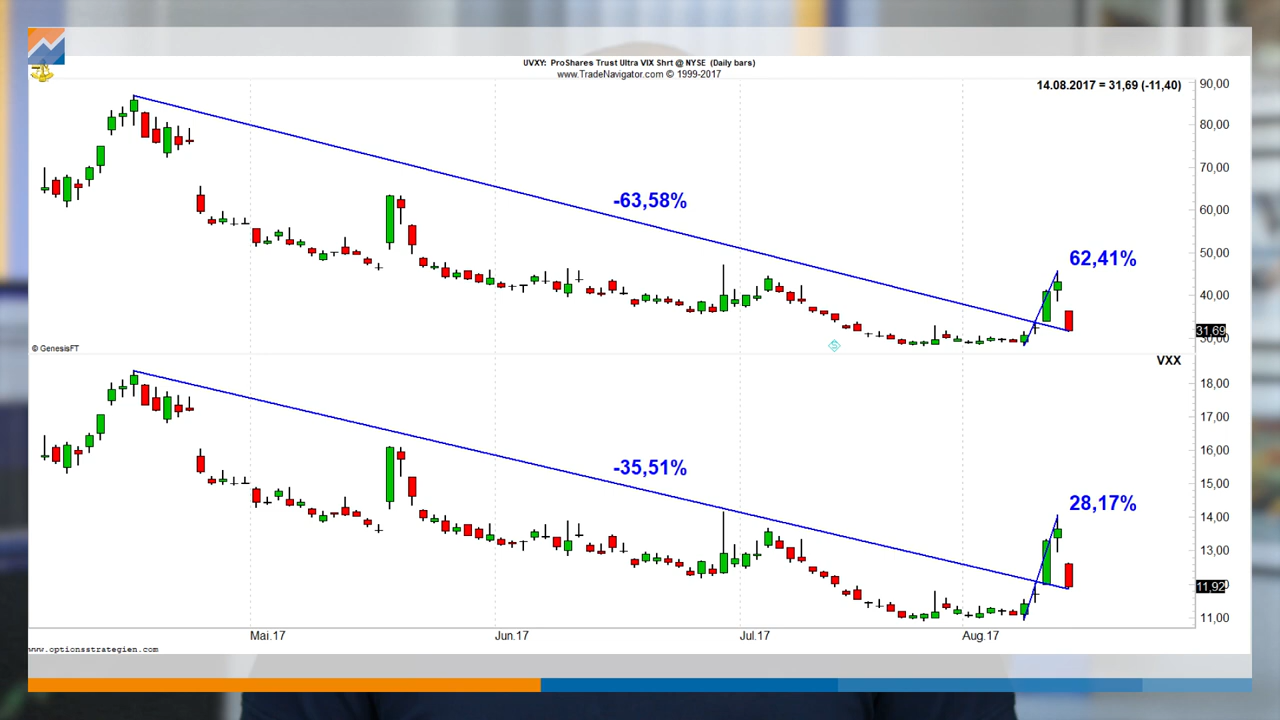 UVXY: ProShares Trust Ultra VIX Shrt @ NYSE (Daily bars)
www.TradeNavigator.com © 1999-2017
14.08.2017 = 31,69 (-11,40)
90,00
80,00
70,00
60,00
50,00
40,00
30,00
31,69
-63,58%
62,41%
S
© GenesisFT
VXX
18,00
17,00
16,00
15,00
14,00
13,00
11,92
11,00
-35,51%
28,17%
Mai.17
Jun.17
Jul.17
Aug.17
www.optionsstrategien.com